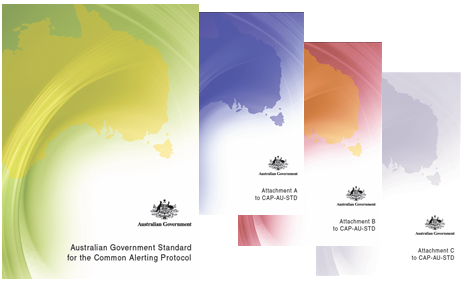 Australian Government
Australian Government Standard
for the Common Alerting Protocol
Australian Government
Attachment A
to CAP-AU-STD
Australian Government
Attachment B
to CAP-AU-STD
Australian Government
Attachment C
to CAP-AU-STD